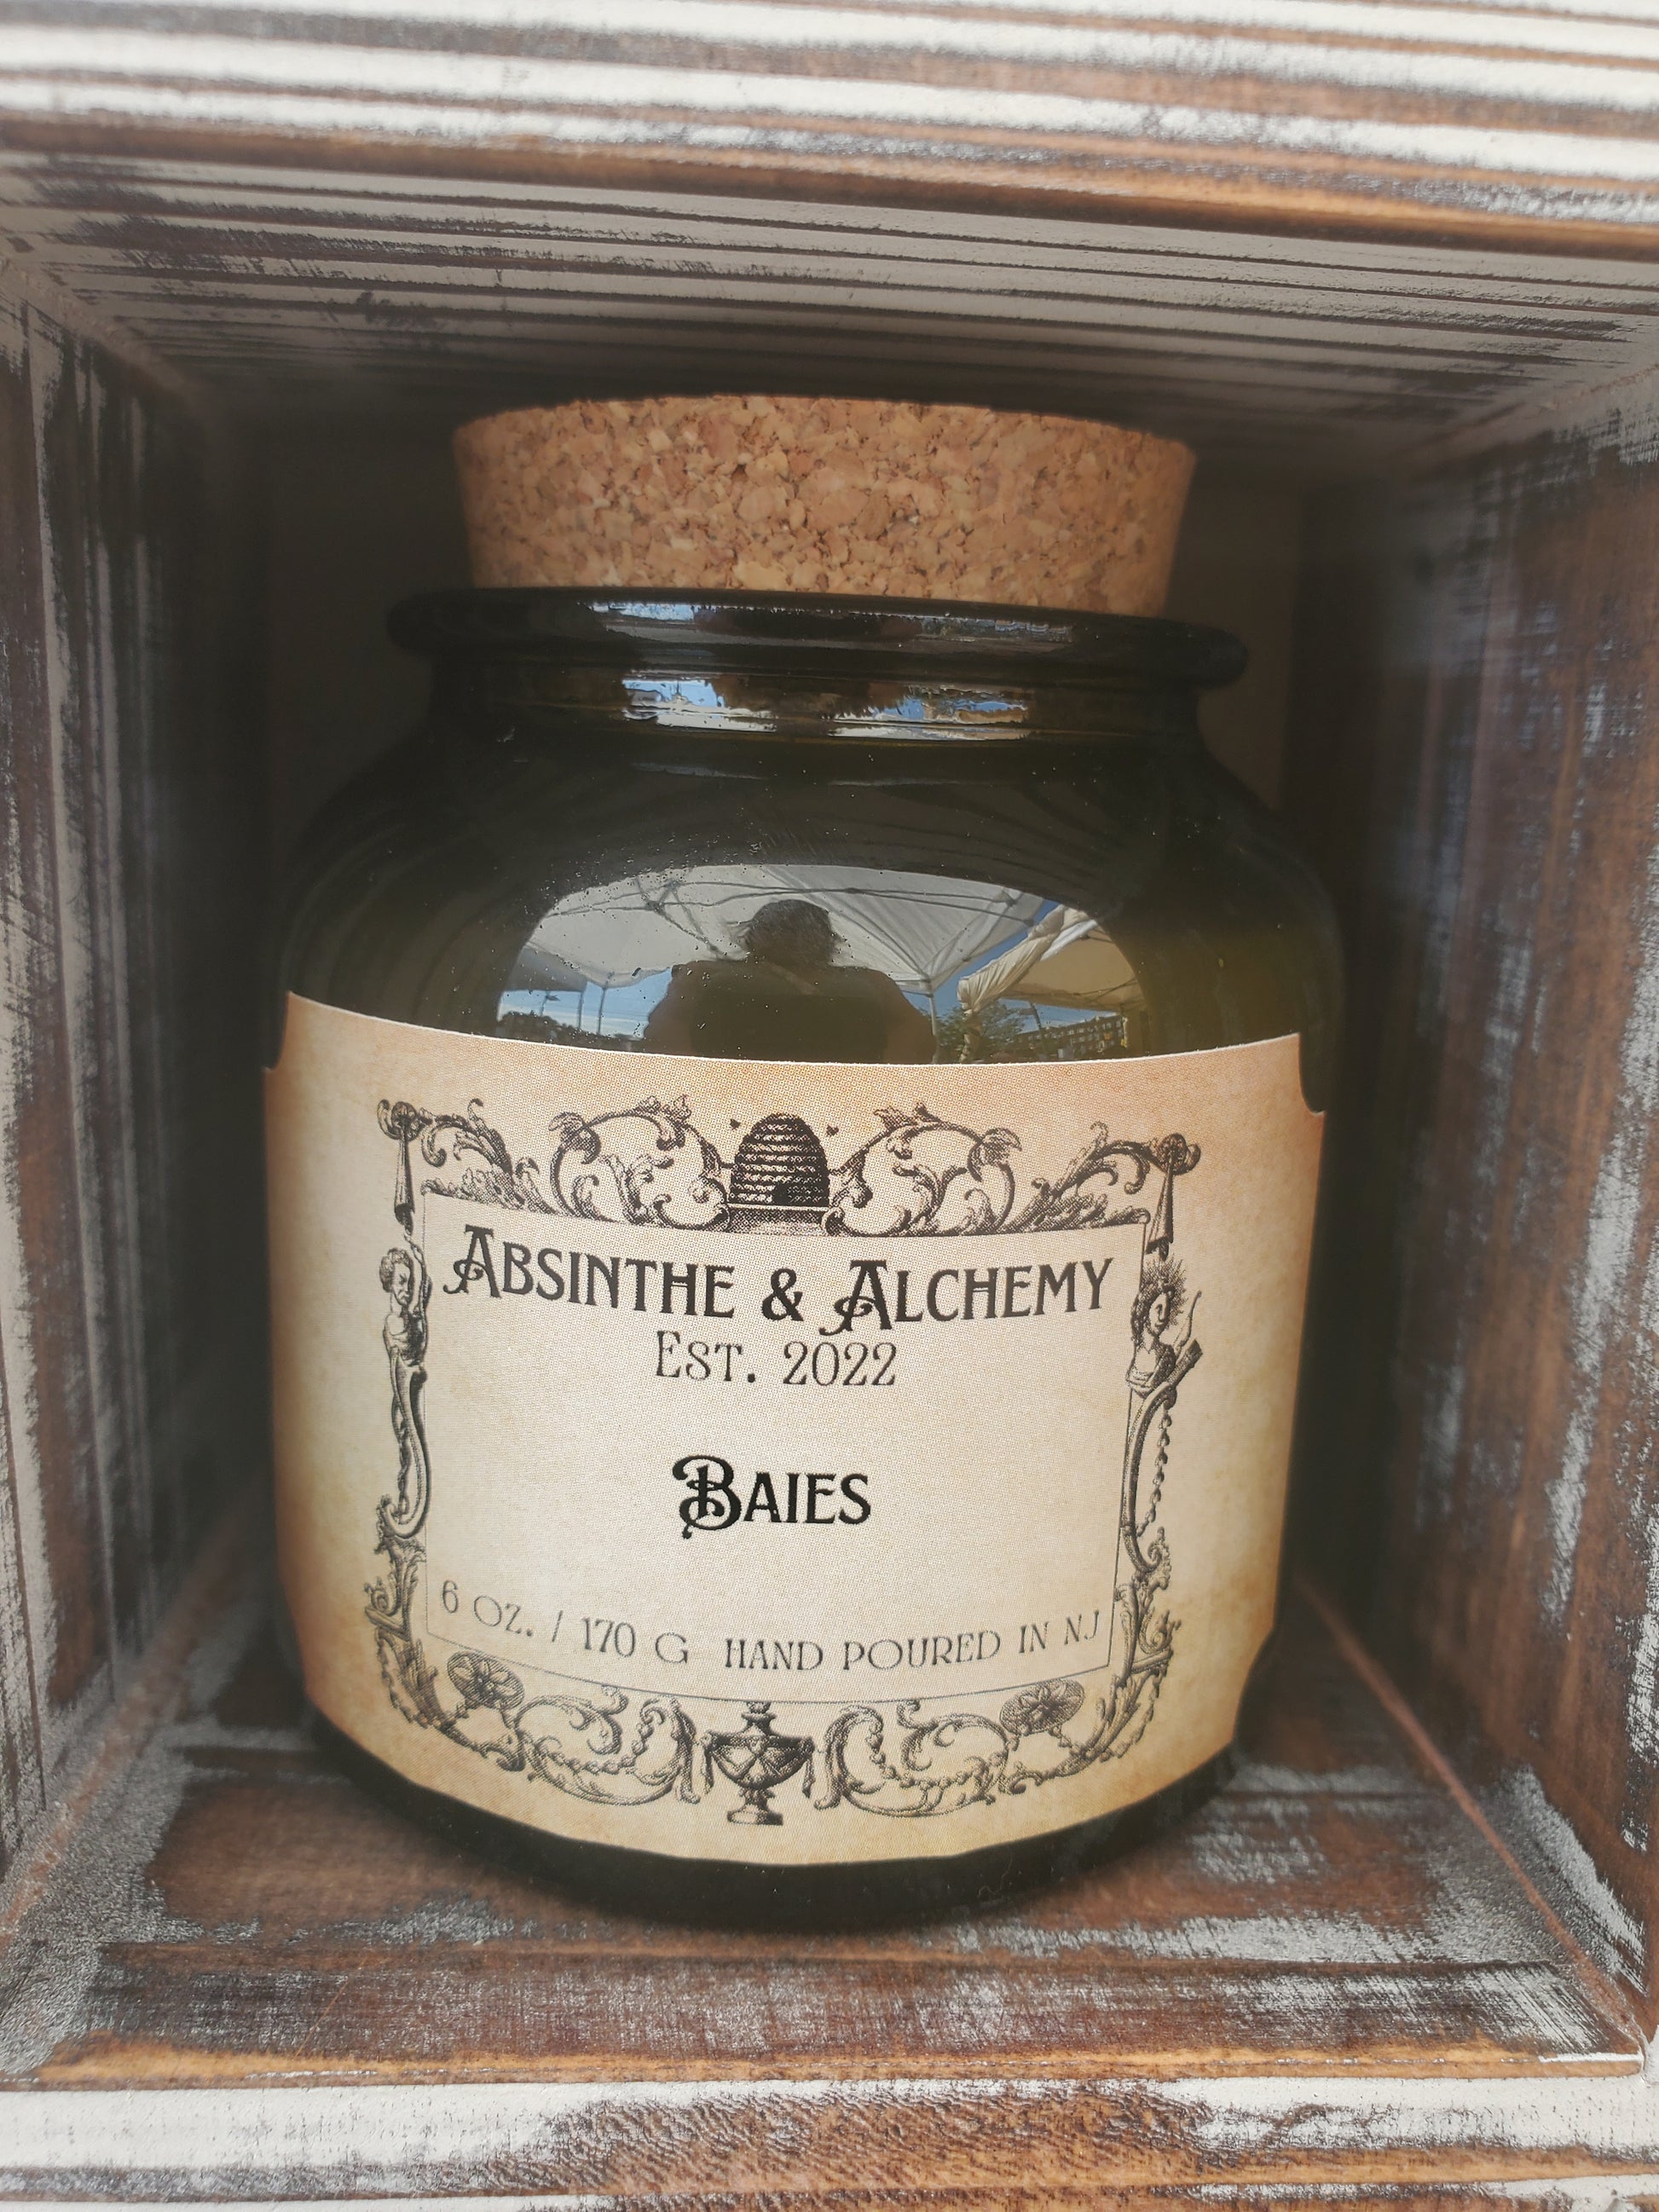 Absinthe & Alchemy
Est. 2022
Baies
6 oz. / 170 g Hand poured in NJ